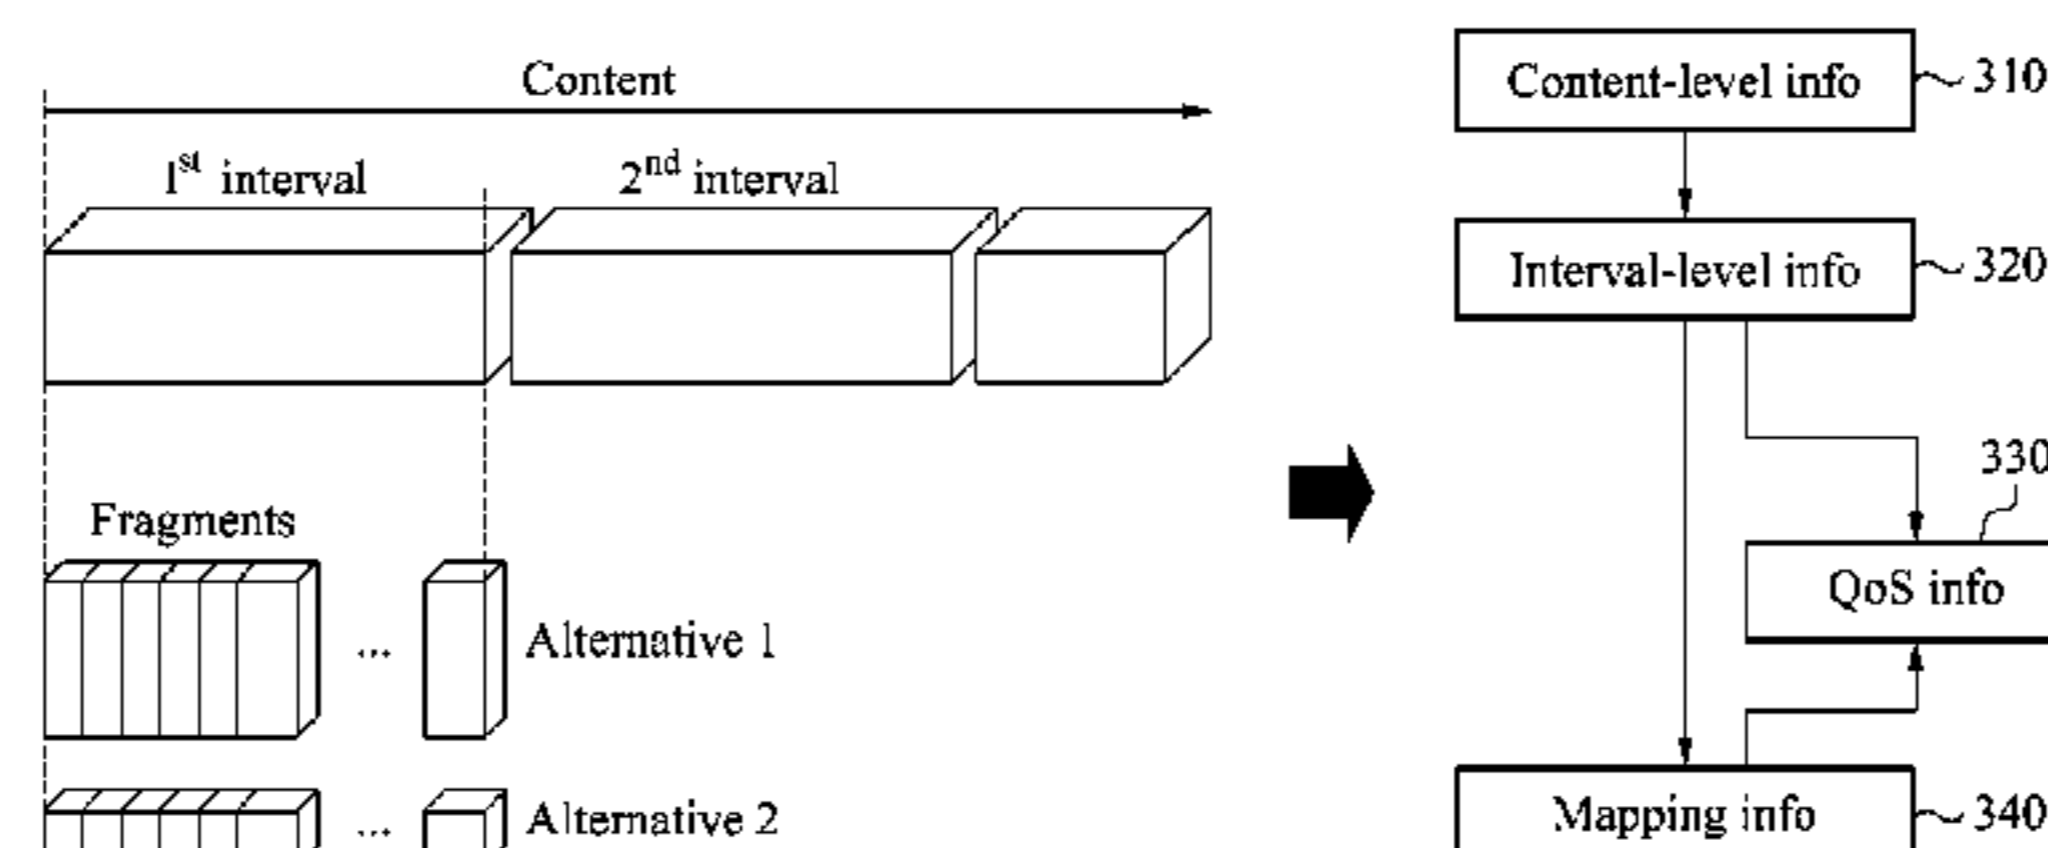 Content
1st interval
2nd interval
Fragments
...
Alternative 1
...
Alternative 2
Content-level info
310
Interval-level info
320
330
QoS info
Mapping info
340